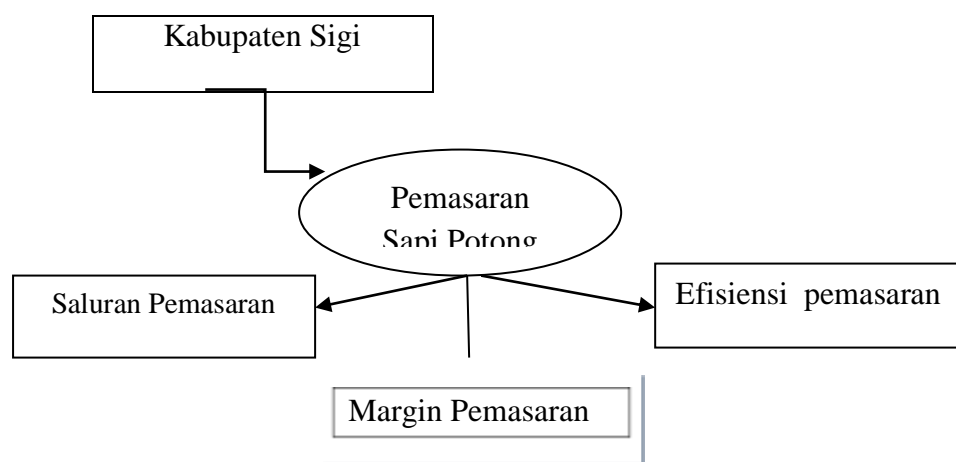 Kabupaten Sigi
Pemasaran
Sapi Potong
Saluran Pemasaran
Efisiensi pemasaran
Margin Pemasaran